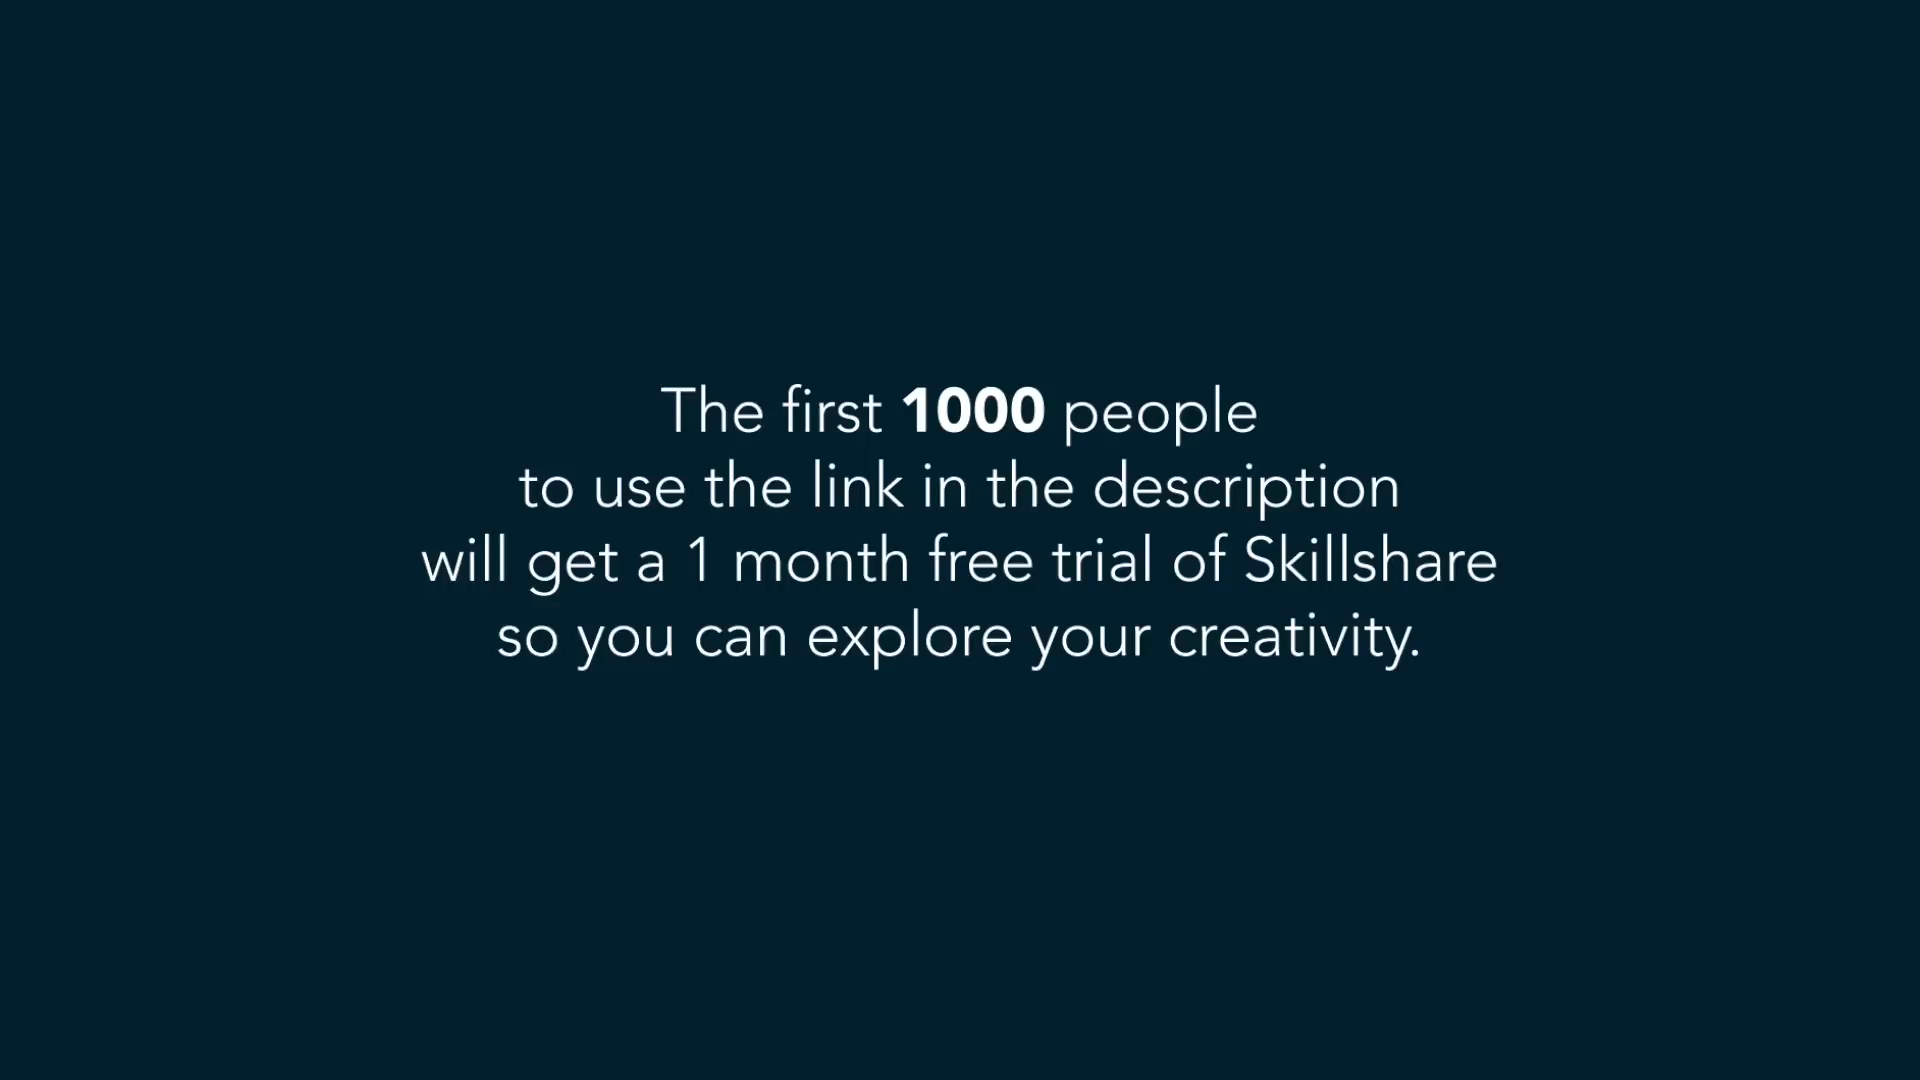 The first 1000 people
to use the link in the description
will get a 1 month free trial of Skillshare
so you can explore your creativity.